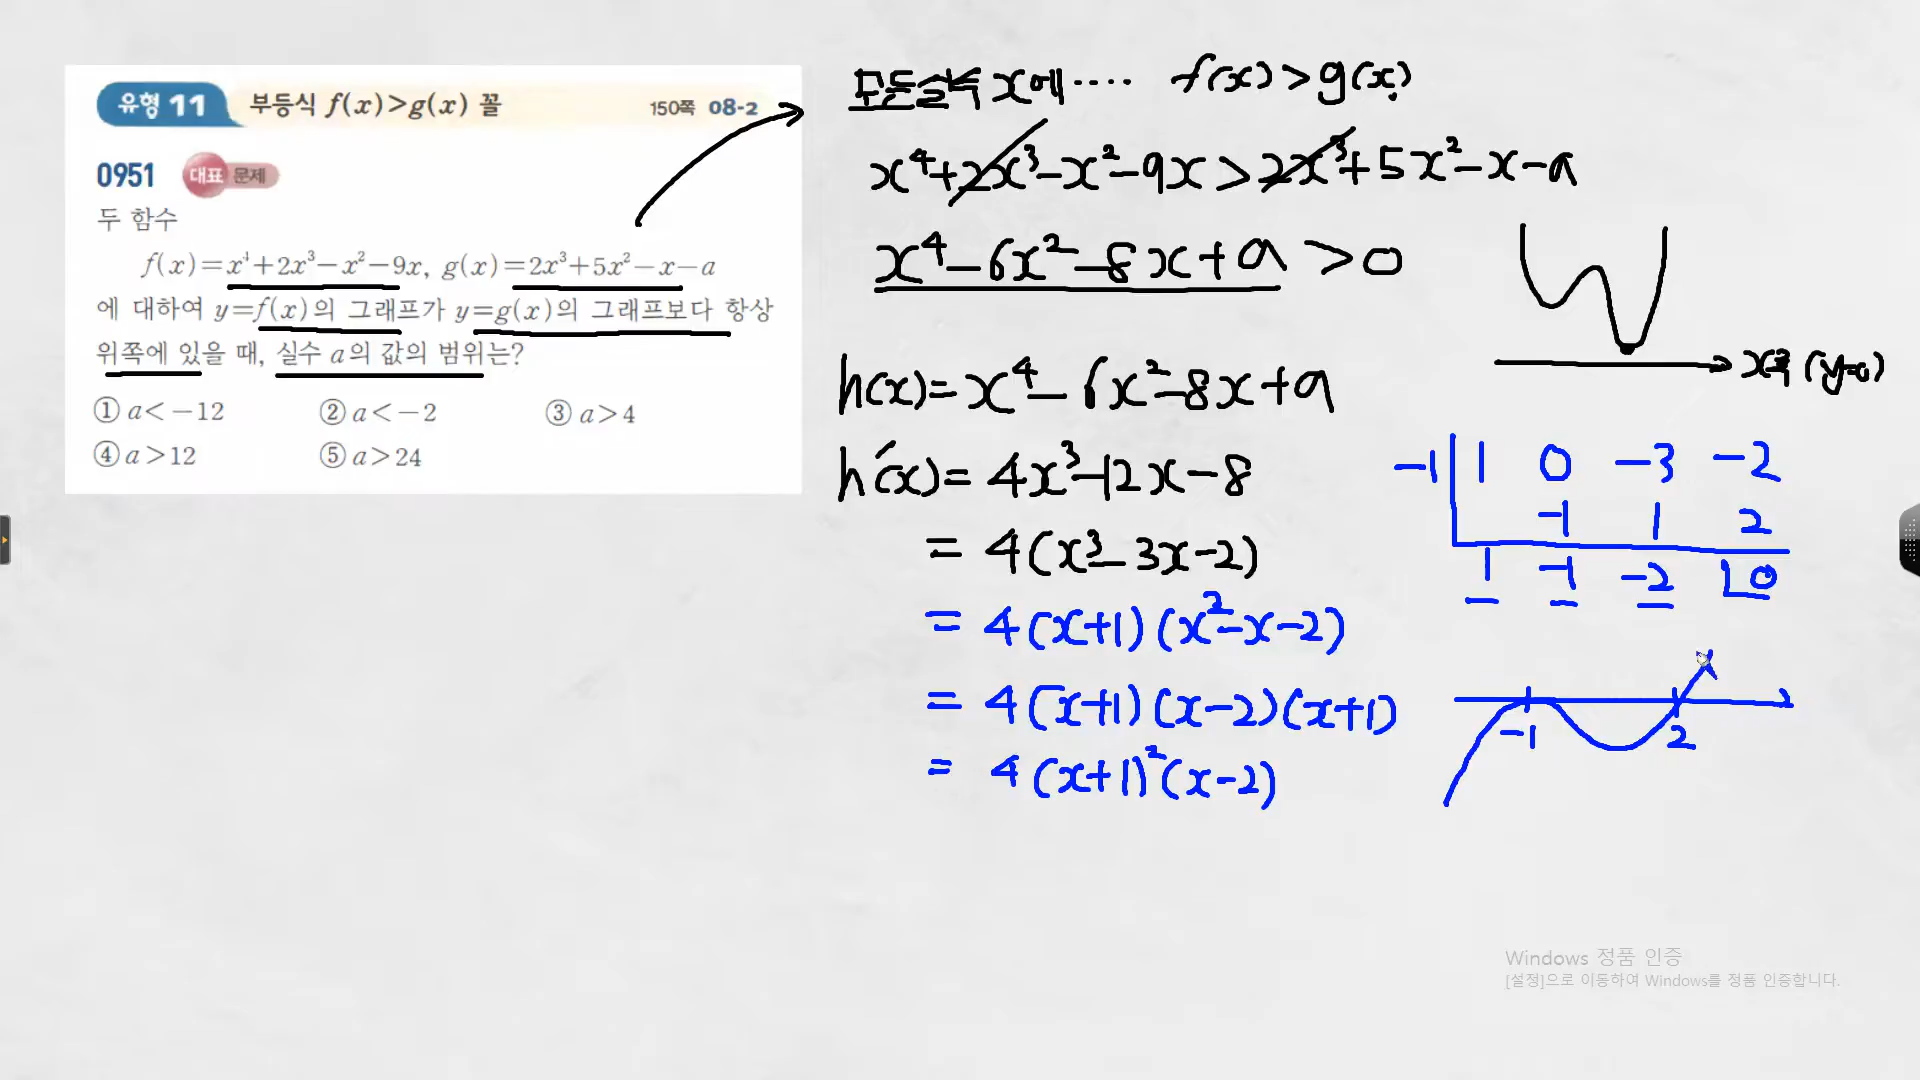 유형 11 부등식 f(x)>g(x) 꼴 150쪽 08-2
0951 대표 문제
두 함수
f(x)=x⁴+2x³−x²−9x, g(x)=2x³+5x²−x−a
에 대하여 y=f(x)의 그래프가 y=g(x)의 그래프보다 항상
위쪽에 있을 때, 실수 a의 값의 범위는?
① a<−12 ② a<−2 ③ a>4
④ a>12 ⑤ a>24
모든실수 x에···· f(x)>g(x)
x⁴+2x³−x²−9x>2x³+5x²−x−a
x⁴−6x²−8x+a>0
x축 (y=0)
h(x)=x⁴−6x²−8x+a
h'(x)=4x³−12x−8
=4(x³−3x−2)
=4(x+1)(x²−x−2)
=4(x+1)(x−2)(x+1)
=4(x+1)²(x−2)
−1 1 0 −3 −2
−1 1 2
1 −1 −2 0
−1 2
Windows 정품 인증
[설정]으로 이동하여 Windows를 정품 인증합니다.